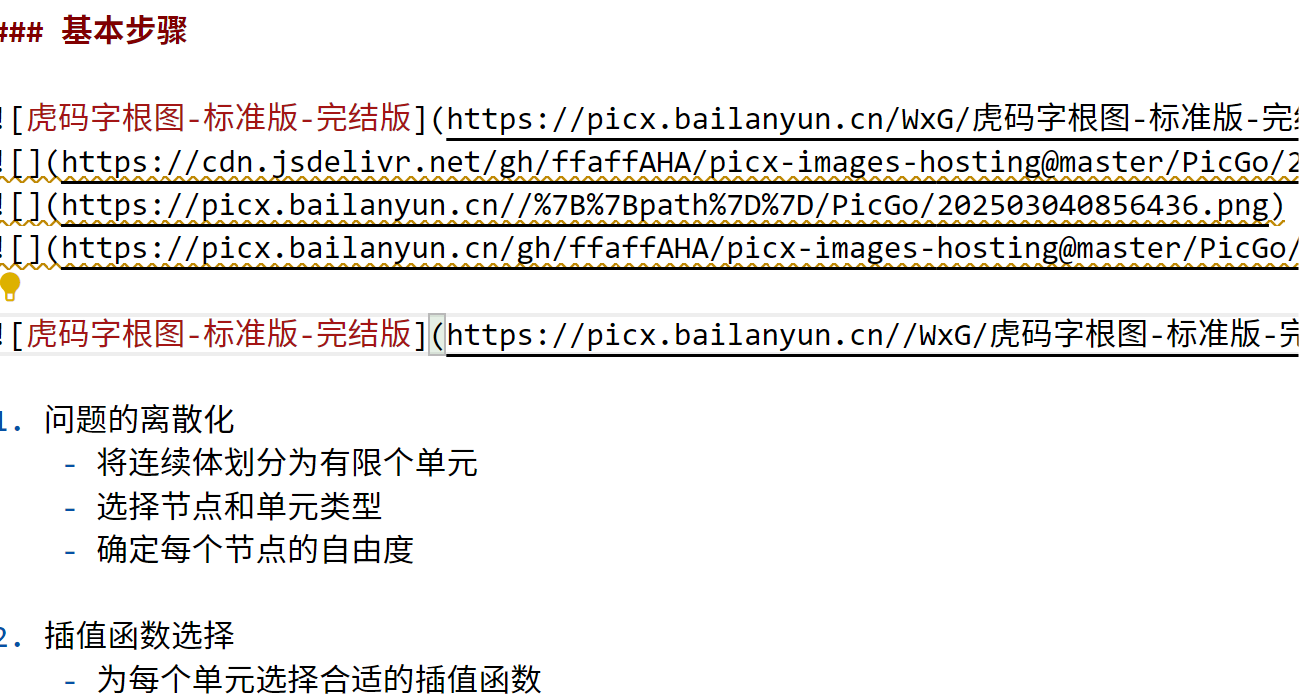 ### 基本步骤
![虎码字根图-标准版-完结版](https://picx.bailanyun.cn/WxG/虎码字根图-标准版-完
![](https://cdn.jsdelivr.net/gh/ffaffAHA/picx-images-hosting@master/PicGo/2
![](https://picx.bailanyun.cn//%7B%7Bpath%7D%7D/PicGo/202503040856436.png)
![](https://picx.bailanyun.cn/gh/ffaffAHA/picx-images-hosting@master/PicGo/
![虎码字根图-标准版-完结版](https://picx.bailanyun.cn//WxG/虎码字根图-标准版-完
1. 问题的离散化
- 将连续体划分为有限个单元
- 选择节点和单元类型
- 确定每个节点的自由度
2. 插值函数选择
- 为每个单元选择合适的插值函数